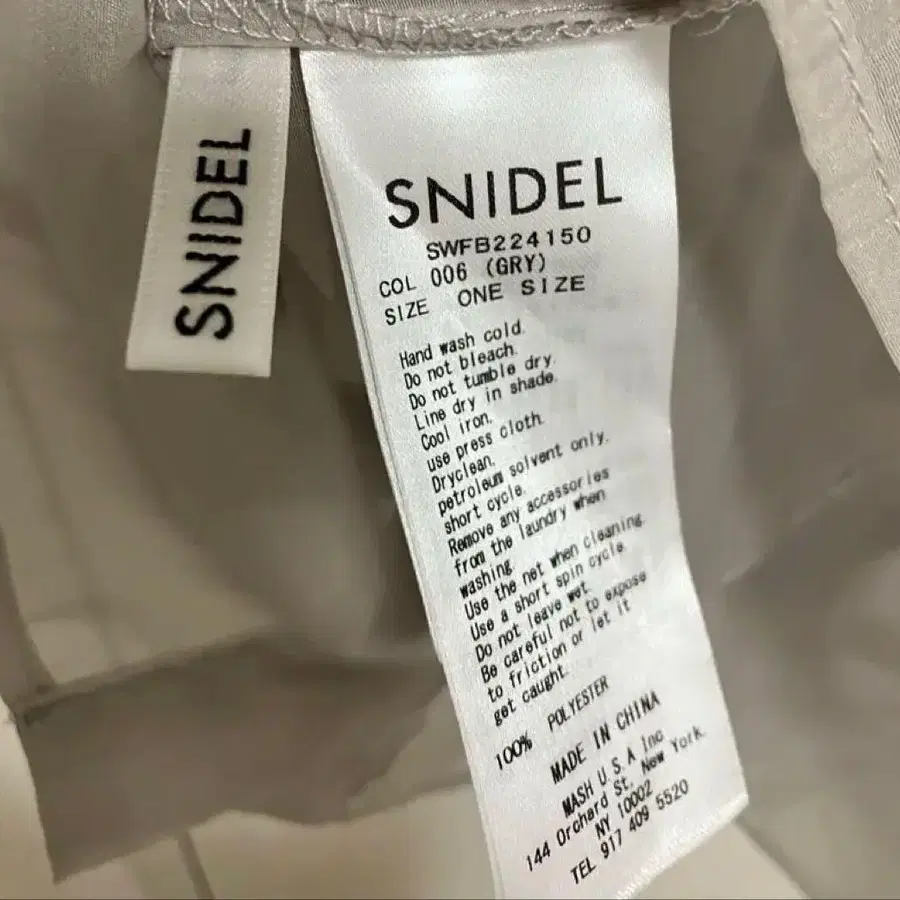 SNIDEL
SNIDEL
SWFB224150
COL 006 (GRY)
SIZE ONE SIZE
Hand wash cold.
Do not bleach.
Do not tumble dry.
Line dry in shade.
Cool iron.
use press cloth.
Dryclean.
petroleum solvent only.
short cycle.
Remove any accessories
from the laundry when
washing.
Use the net when cleaning.
Use a short spin cycle.
Do not leave wet.
Be careful not to expose
to friction or let it
get caught.
100% POLYESTER
MADE IN CHINA
MASH U.S.A Inc
144 Orchard St, New York.
NY 10002
TEL 917 409 5520